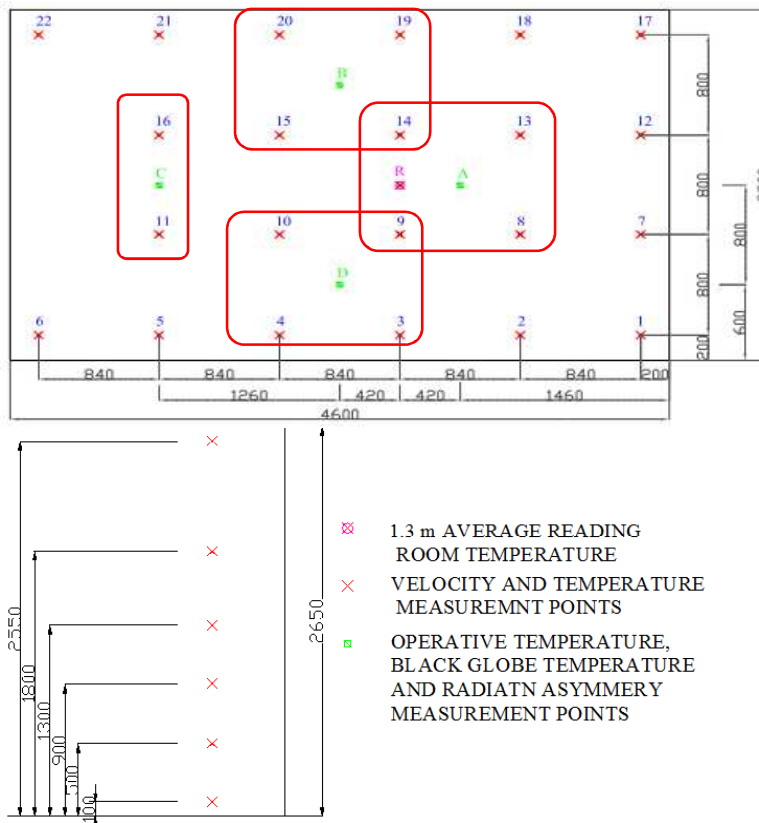 22 21 20 19 18 17
B
800
16 15 14 13 12
C R A
800
800
11 10 9 8 7
D
800
600
6 5 4 3 2 1
200
840 840 840 840 840 200
1260 420 420 1460
4600
2550
1800
1300
900
500
100
2650
1.3 m AVERAGE READING
ROOM TEMPERATURE
VELOCITY AND TEMPERATURE
MEASUREMNT POINTS
OPERATIVE TEMPERATURE,
BLACK GLOBE TEMPERATURE
AND RADIATN ASYMMERY
MEASUREMENT POINTS